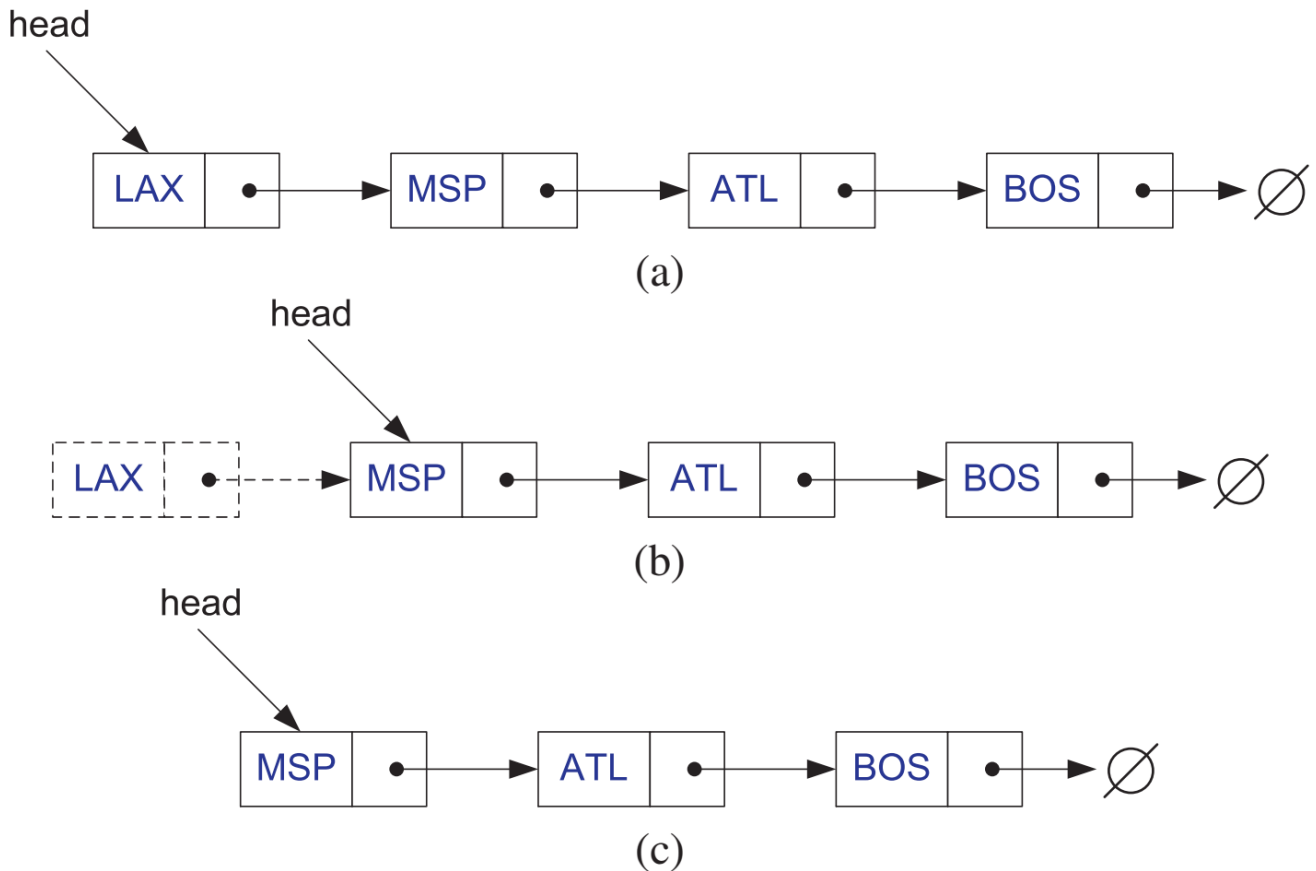 head
LAX MSP ATL BOS ∅
(a)
head
LAX MSP ATL BOS ∅
(b)
head
MSP ATL BOS ∅
(c)